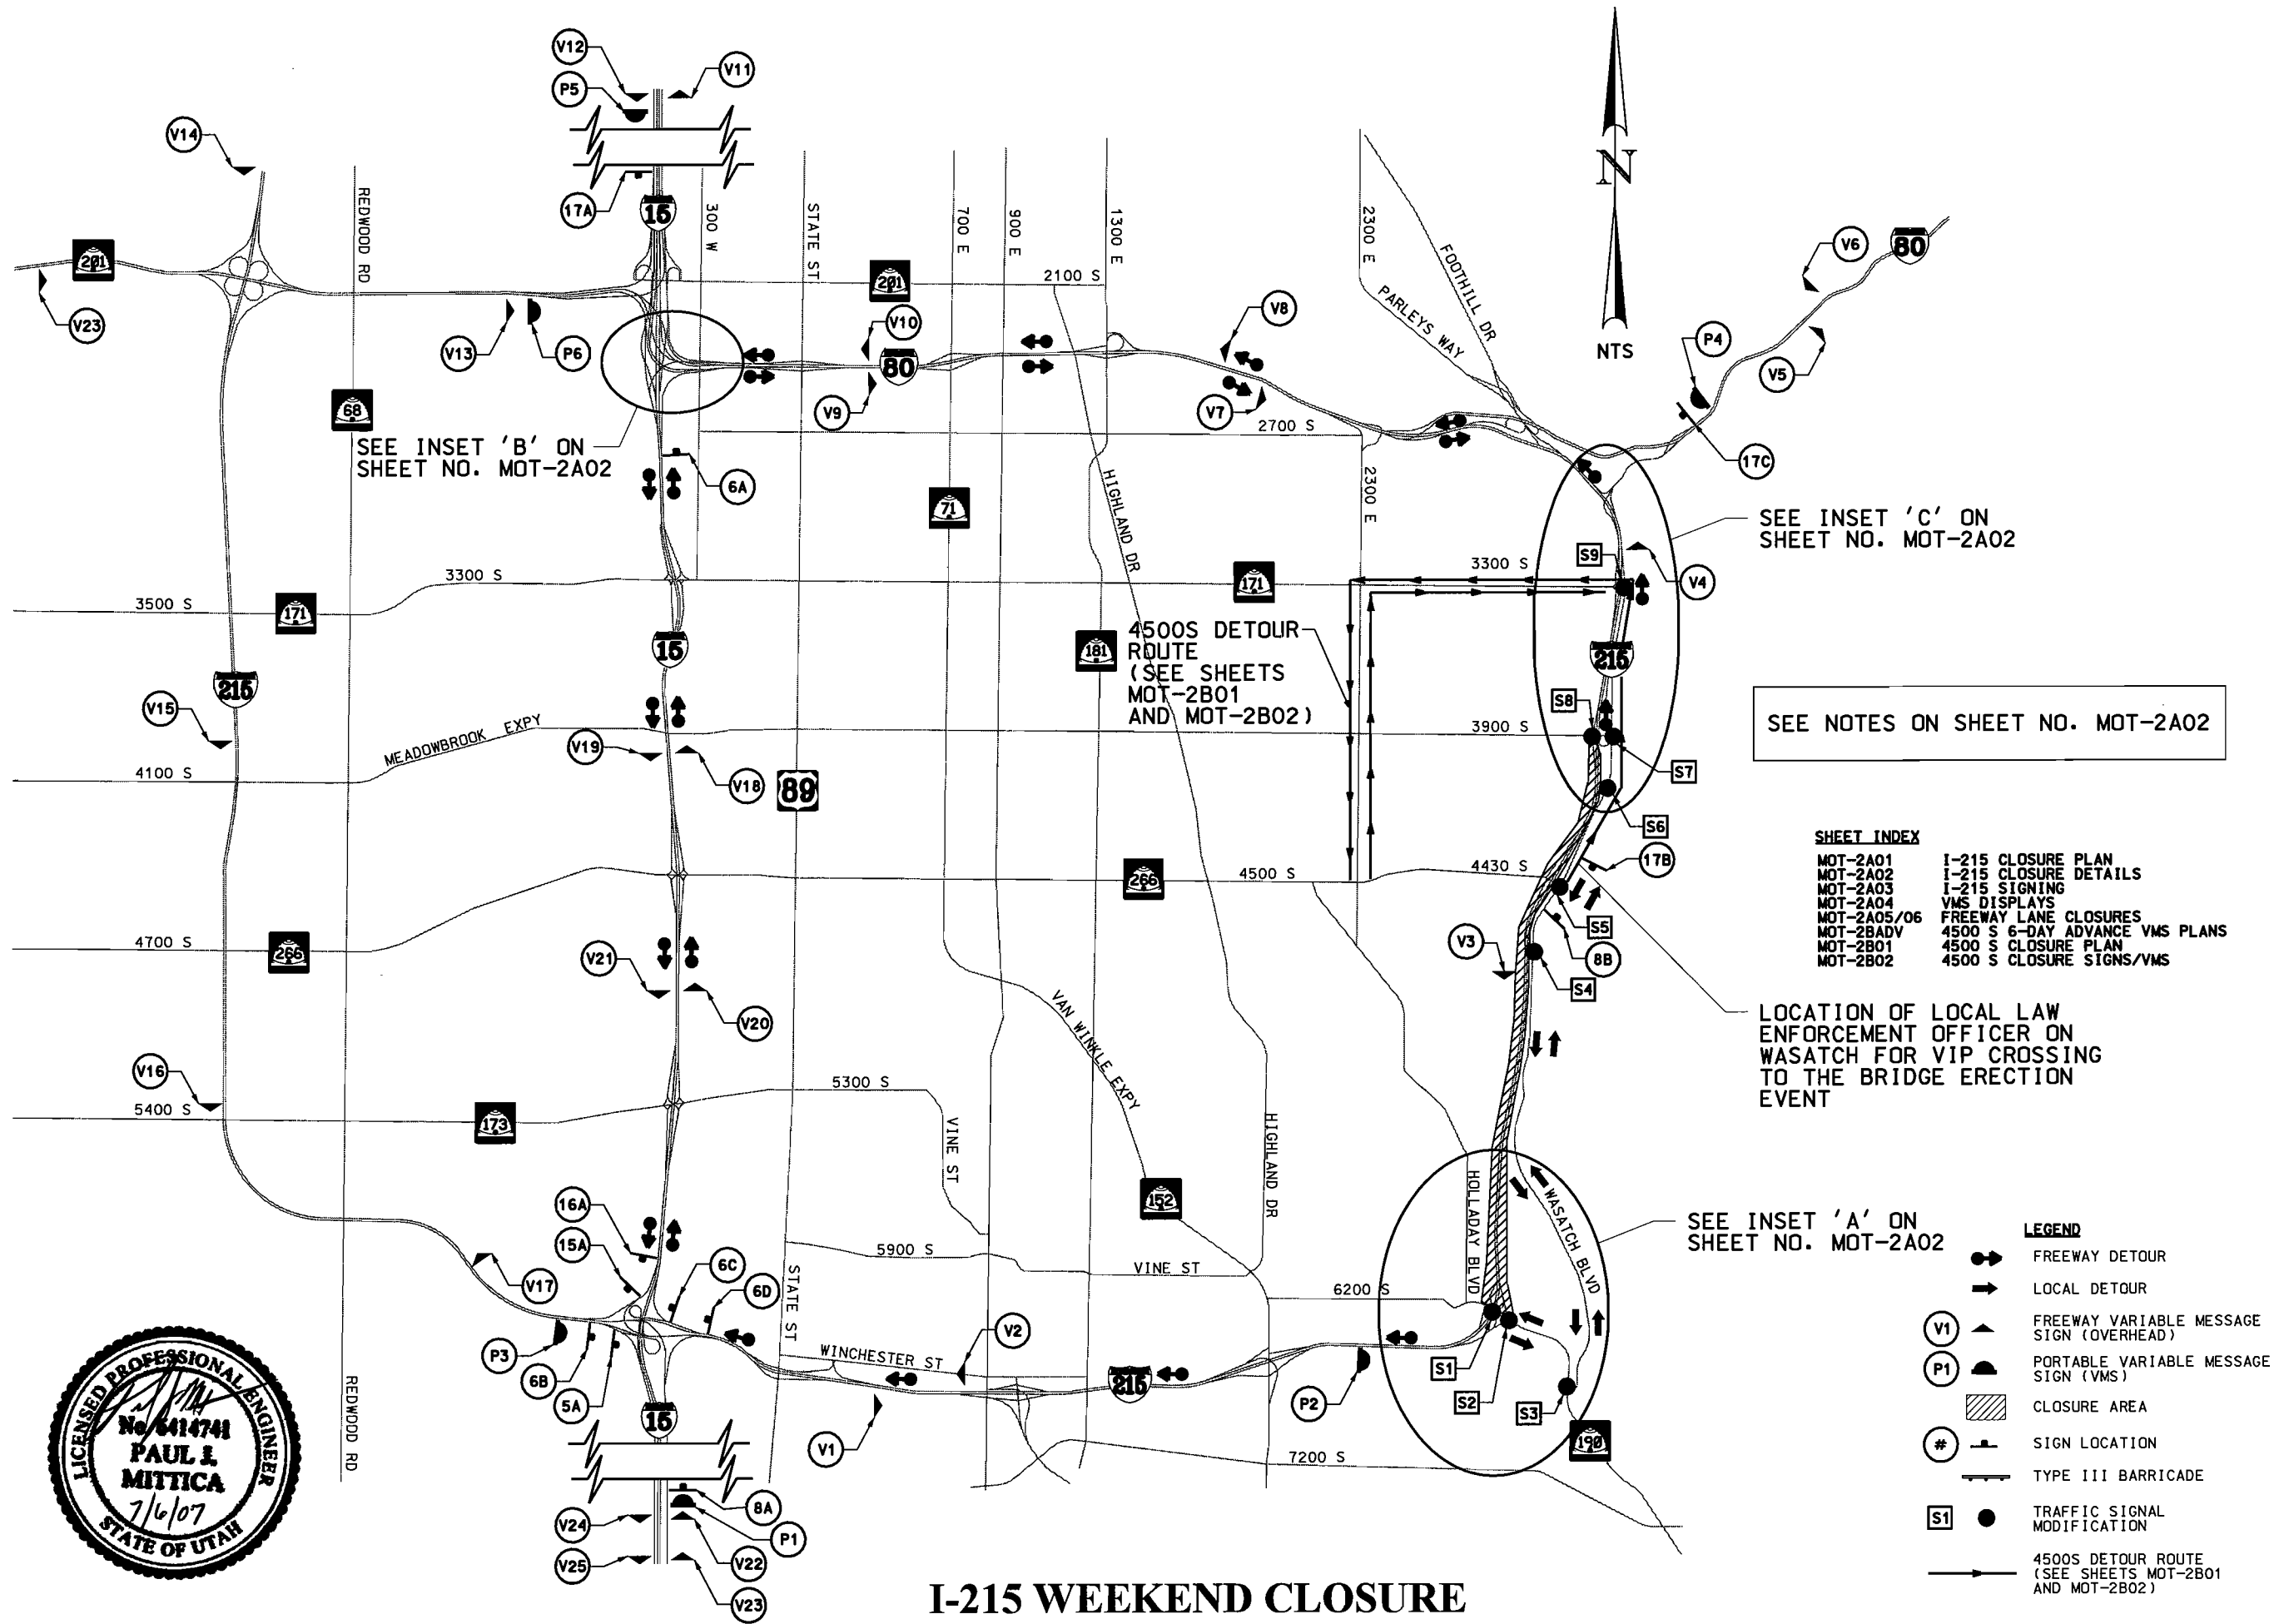 V12
V11
P5
V14
17A
15
REDWOOD RD
300 W
STATE ST
700 E
900 E
1300 E
2300 E
FOOTHILL DR
PARLEYS WAY
N
NTS
V6
80
V5
P4
17C
201
V23
201
2100 S
V13
P6
V10
80
V9
V8
V7
68
SEE INSET 'B' ON
SHEET NO. MOT-2A02
2700 S
6A
71
HIGHLAND DR
2300 E
SEE INSET 'C' ON
SHEET NO. MOT-2A02
S9
V4
3300 S
171
3300 S
3500 S
171
15
181
4500S DETOUR
ROUTE
(SEE SHEETS
MOT-2B01
AND MOT-2B02)
215
215
V15
S8
3900 S
S7
SEE NOTES ON SHEET NO. MOT-2A02
MEADOWBROOK EXPY
V19
V18
89
4100 S
S6
17B
SHEET INDEX
MOT-2A01 I-215 CLOSURE PLAN
MOT-2A02 I-215 CLOSURE DETAILS
MOT-2A03 I-215 SIGNING
MOT-2A04 VMS DISPLAYS
MOT-2A05/06 FREEWAY LANE CLOSURES
MOT-2BADV 4500 S 6-DAY ADVANCE VMS PLANS
MOT-2B01 4500 S CLOSURE PLAN
MOT-2B02 4500 S CLOSURE SIGNS/VMS
266
4500 S
4430 S
S5
8B
V3
S4
4700 S
266
V21
V20
VAN WINKLE EXPY
LOCATION OF LOCAL LAW
ENFORCEMENT OFFICER ON
WASATCH FOR VIP CROSSING
TO THE BRIDGE ERECTION
EVENT
V16
5400 S
173
5300 S
VINE ST
HIGHLAND DR
152
HOLLADAY BLVD
WASATCH BLVD
SEE INSET 'A' ON
SHEET NO. MOT-2A02
16A
15A
6C
6D
5900 S
VINE ST
STATE ST
6200 S
V17
P3
6B
5A
15
V2
WINCHESTER ST
215
V1
P2
S1
S2
S3
190
7200 S
REDWOOD RD
8A
P1
V24
V22
V25
V23
LICENSED PROFESSIONAL ENGINEER
No. 6414741
PAUL J.
MITTICA
7/6/07
STATE OF UTAH
LEGEND
FREEWAY DETOUR
LOCAL DETOUR
V1 FREEWAY VARIABLE MESSAGE
SIGN (OVERHEAD)
P1 PORTABLE VARIABLE MESSAGE
SIGN (VMS)
CLOSURE AREA
# SIGN LOCATION
TYPE III BARRICADE
S1 TRAFFIC SIGNAL
MODIFICATION
4500S DETOUR ROUTE
(SEE SHEETS MOT-2B01
AND MOT-2B02)
I-215 WEEKEND CLOSURE